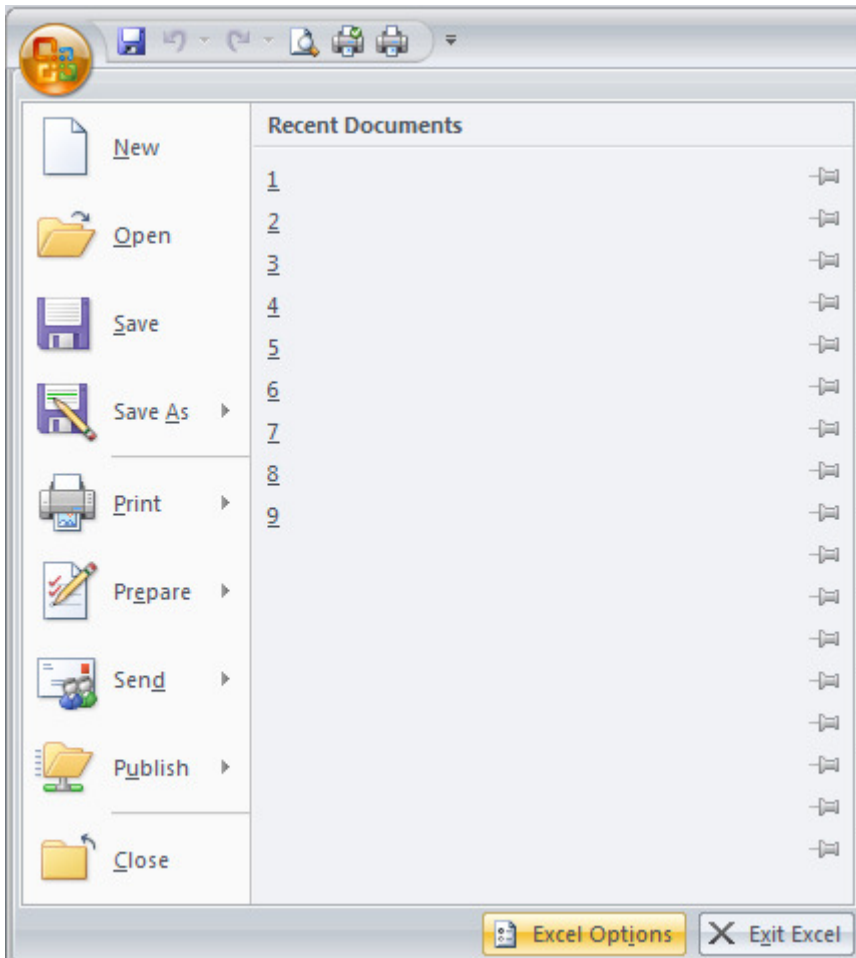 New
Open
Save
Save As
Print
Prepare
Send
Publish
Close
Recent Documents
1
2
3
4
5
6
7
8
9
Excel Options
Exit Excel